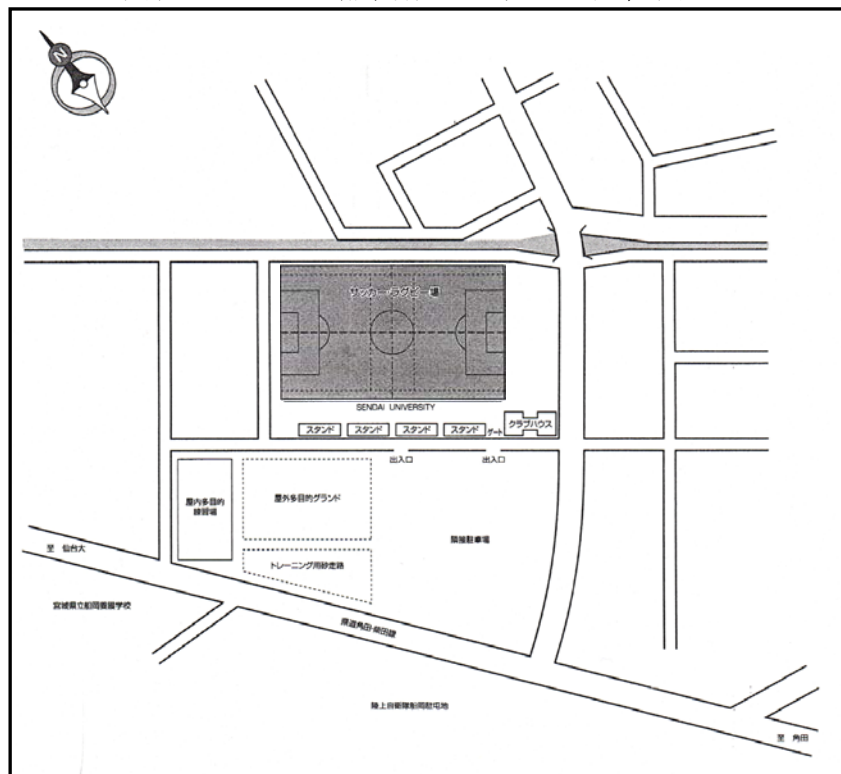 N
サッカー・ラグビー場
SENDAI UNIVERSITY
スタンド
スタンド
スタンド
スタンド
ゲート
クラブハウス
出入口
出入口
屋内多目的
練習場
屋外多目的グランド
隣接駐車場
トレーニング用砂走路
至 仙台大
宮城県立船岡養護学校
県道角田・柴田線
陸上自衛隊船岡駐屯地
至 角田